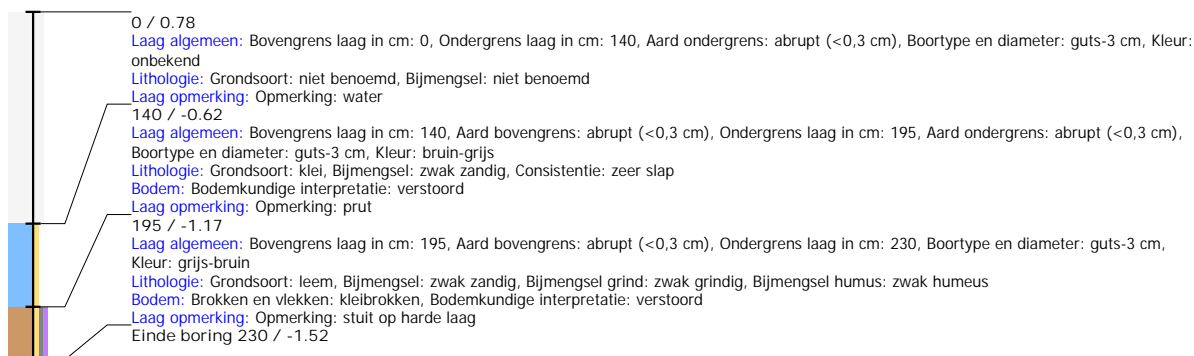 0 / 0.78
Laag algemeen: Bovengrens laag in cm: 0, Ondergrens laag in cm: 140, Aard ondergrens: abrupt (<0,3 cm), Boortype en diameter: guts-3 cm, Kleur:
onbekend
Lithologie: Grondsoort: niet benoemd, Bijmengsel: niet benoemd
Laag opmerking: Opmerking: water
140 / -0.62
Laag algemeen: Bovengrens laag in cm: 140, Aard bovengrens: abrupt (<0,3 cm), Ondergrens laag in cm: 195, Aard ondergrens: abrupt (<0,3 cm),
Boortype en diameter: guts-3 cm, Kleur: bruin-grijs
Lithologie: Grondsoort: klei, Bijmengsel: zwak zandig, Consistentie: zeer slap
Bodem: Bodemkundige interpretatie: verstoord
Laag opmerking: Opmerking: prut
195 / -1.17
Laag algemeen: Bovengrens laag in cm: 195, Aard bovengrens: abrupt (<0,3 cm), Ondergrens laag in cm: 230, Boortype en diameter: guts-3 cm,
Kleur: grijs-bruin
Lithologie: Grondsoort: leem, Bijmengsel: zwak zandig, Bijmengsel grind: zwak grindig, Bijmengsel humus: zwak humeus
Bodem: Brokken en vlekken: kleibrokken, Bodemkundige interpretatie: verstoord
Laag opmerking: Opmerking: stuit op harde laag
Einde boring 230 / -1.52